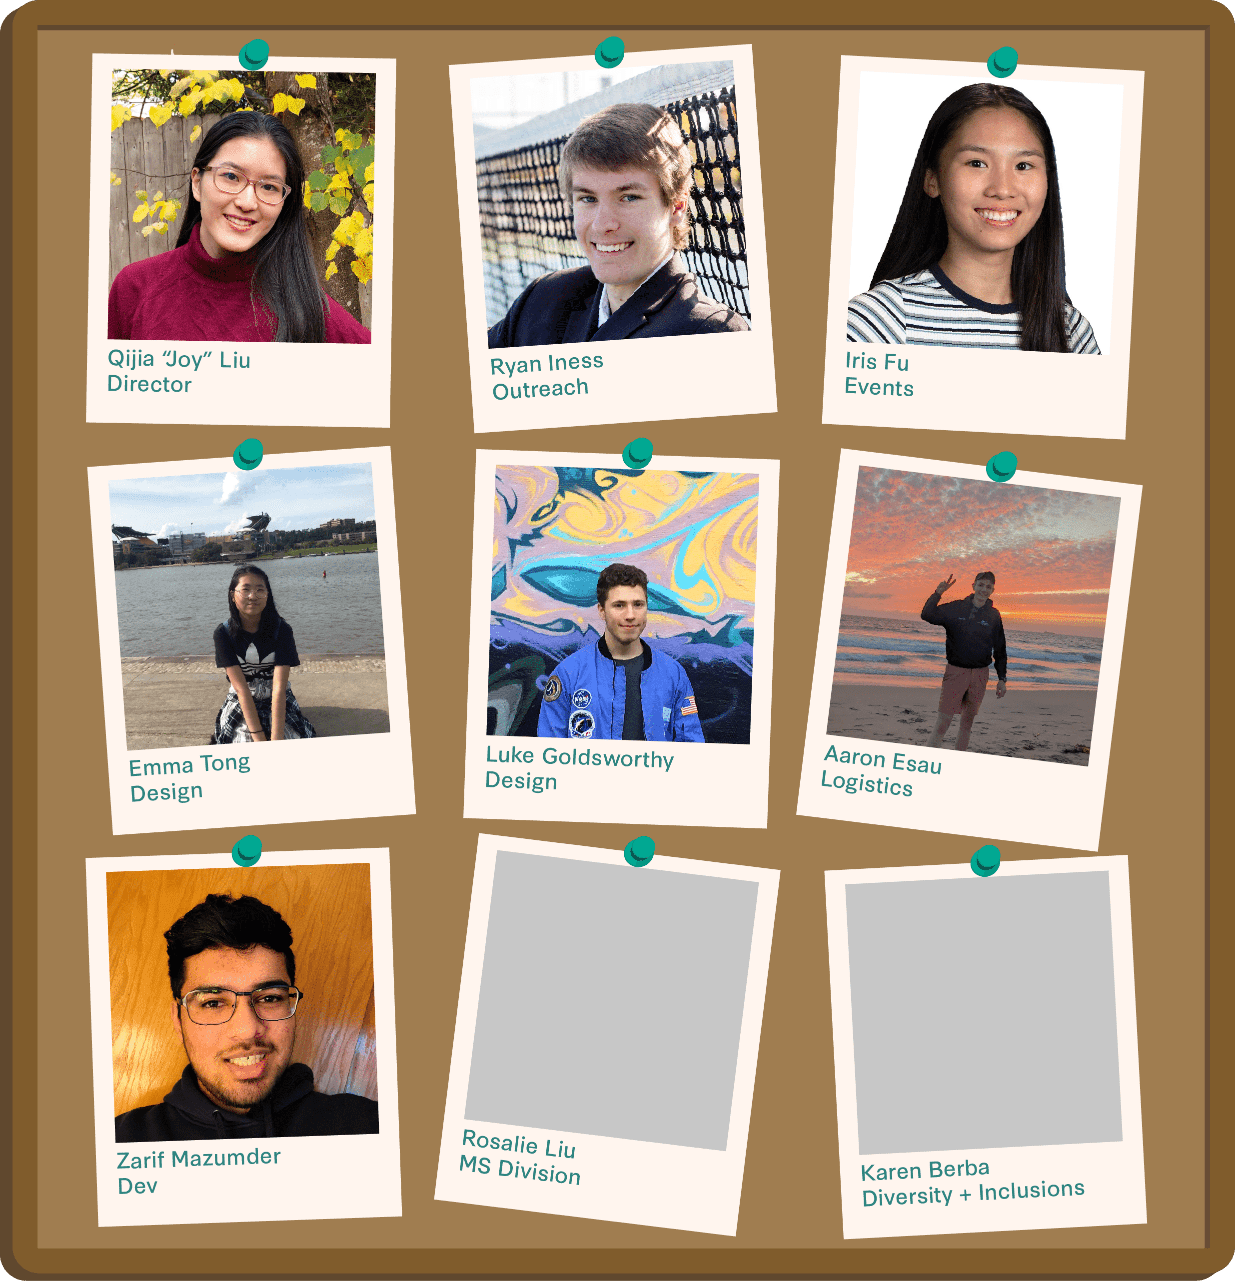 Qijia “Joy” Liu
Director
Ryan Iness
Outreach
Iris Fu
Events
Emma Tong
Design
Luke Goldsworthy
Design
Aaron Esau
Logistics
Zarif Mazumder
Dev
Rosalie Liu
MS Division
Karen Berba
Diversity + Inclusions